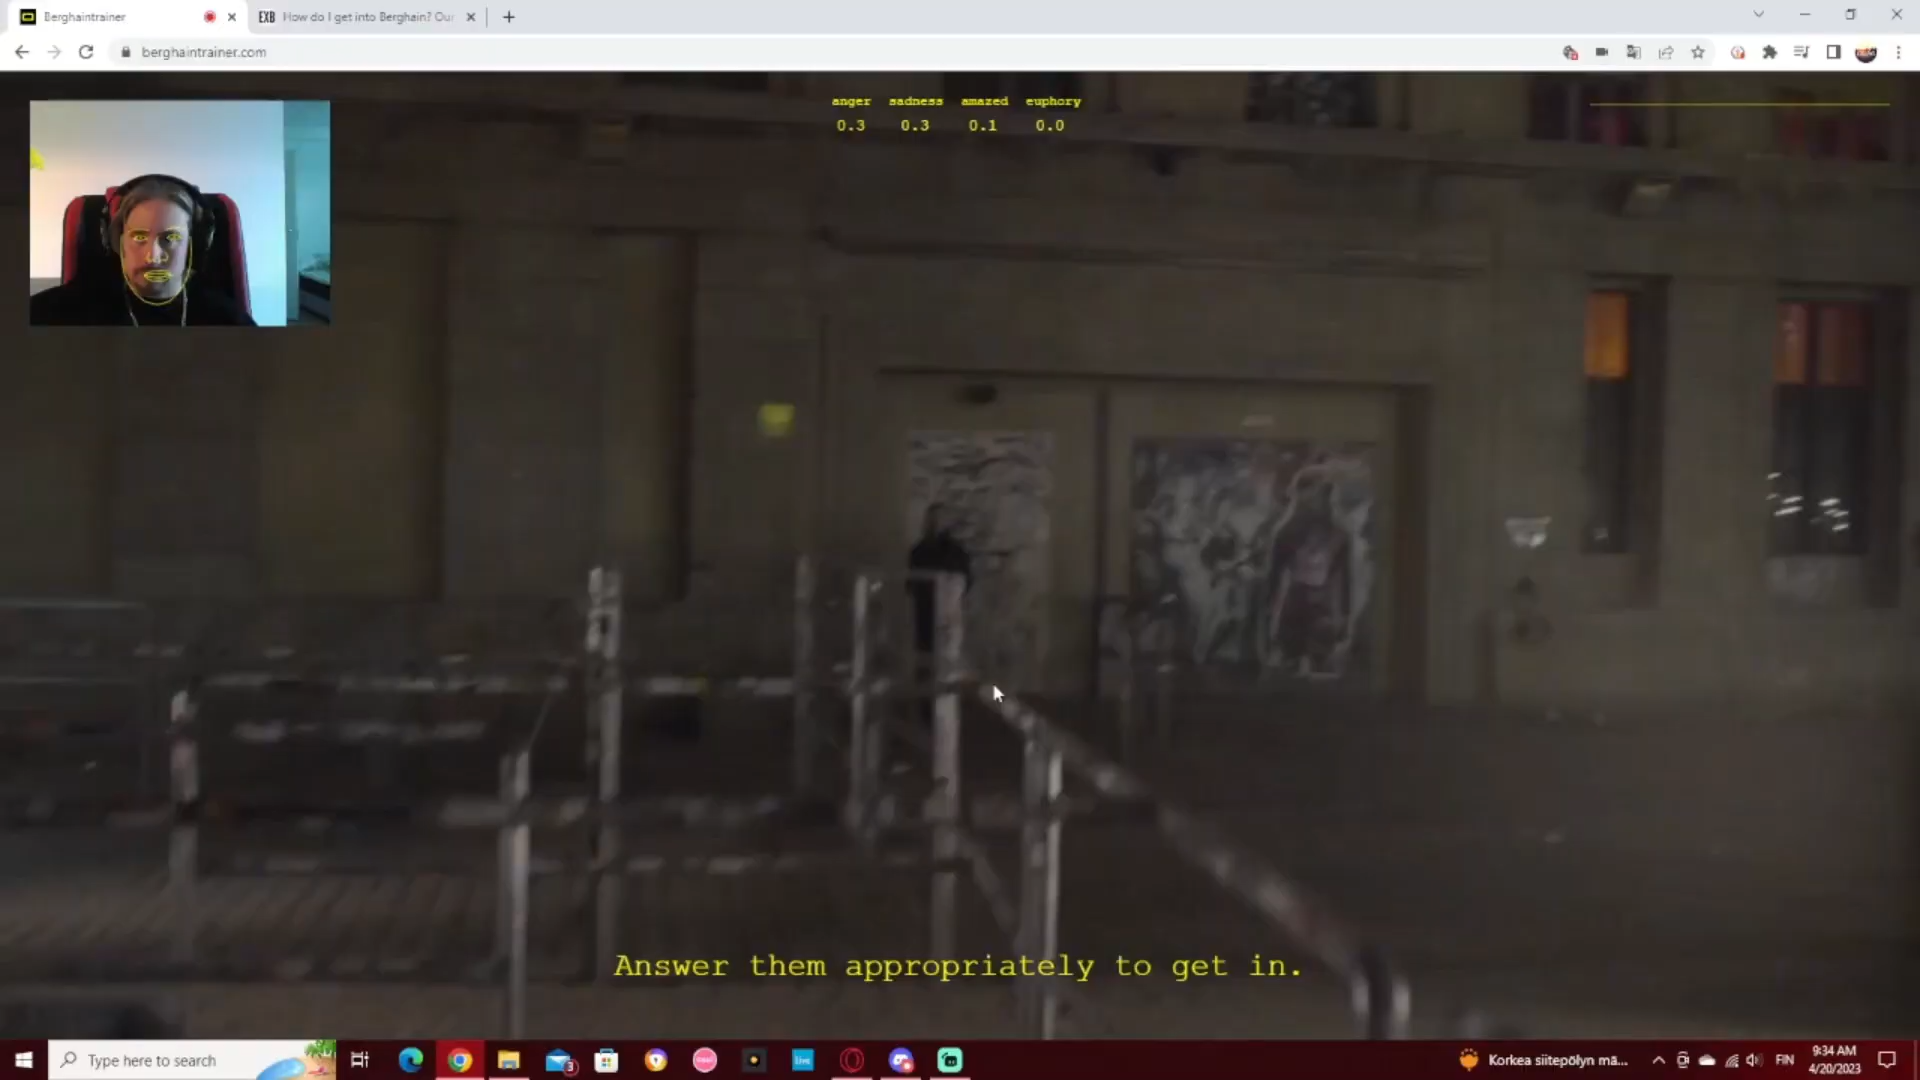 Berghaintrainer
EXB How do I get into Berghain? Our
berghaintrainer.com
anger sadness amazed euphory
0.3 0.3 0.1 0.0
Answer them appropriately to get in.
Type here to search
3
live
Korkea siitepölyn mä...
FIN
9:34 AM
4/20/2023